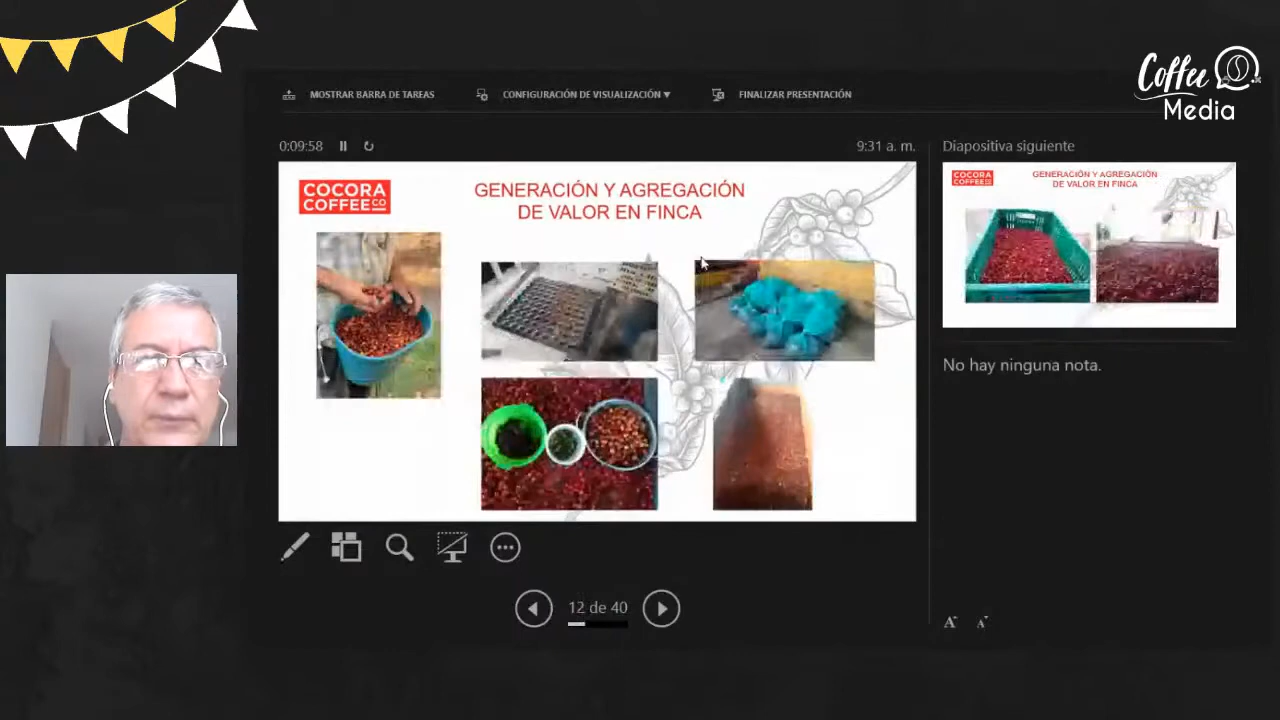 Coffee
Media
MOSTRAR BARRA DE TAREAS
CONFIGURACIÓN DE VISUALIZACIÓN ▼
FINALIZAR PRESENTACIÓN
0:09:58
9:31 a. m.
Diapositiva siguiente
COCORA
COFFEE CO
GENERACIÓN Y AGREGACIÓN
DE VALOR EN FINCA
COCORA
COFFEE CO
GENERACIÓN Y AGREGACIÓN
DE VALOR EN FINCA
No hay ninguna nota.
12 de 40
A A